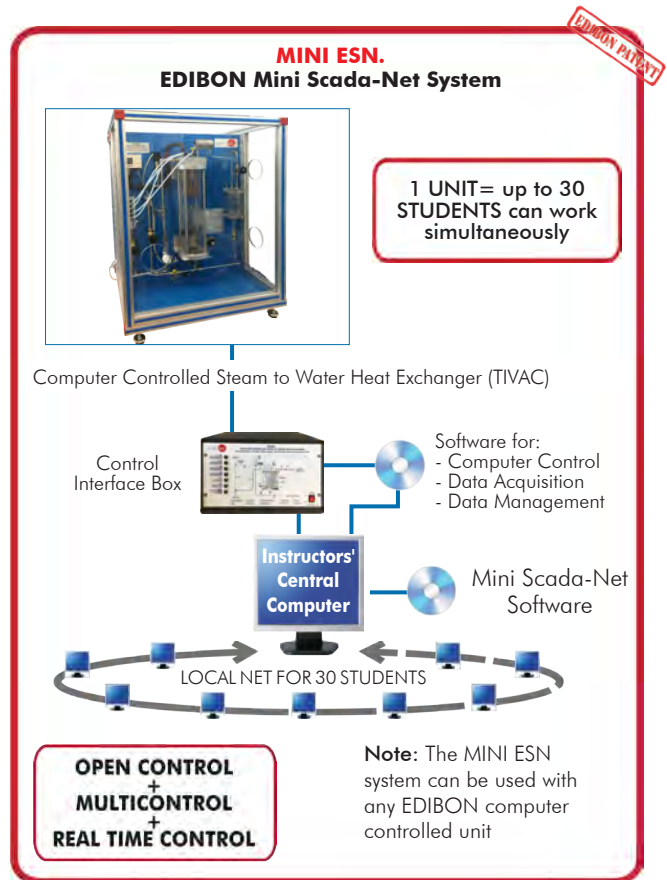 EDIBON PATENT
MINI ESN.
EDIBON Mini Scada-Net System
1 UNIT= up to 30
STUDENTS can work
simultaneously
Computer Controlled Steam to Water Heat Exchanger (TIVAC)
Control
Interface Box
Software for:
- Computer Control
- Data Acquisition
- Data Management
Instructors'
Central
Computer
Mini Scada-Net
Software
LOCAL NET FOR 30 STUDENTS
OPEN CONTROL
+
MULTICONTROL
+
REAL TIME CONTROL
Note: The MINI ESN
system can be used with
any EDIBON computer
controlled unit